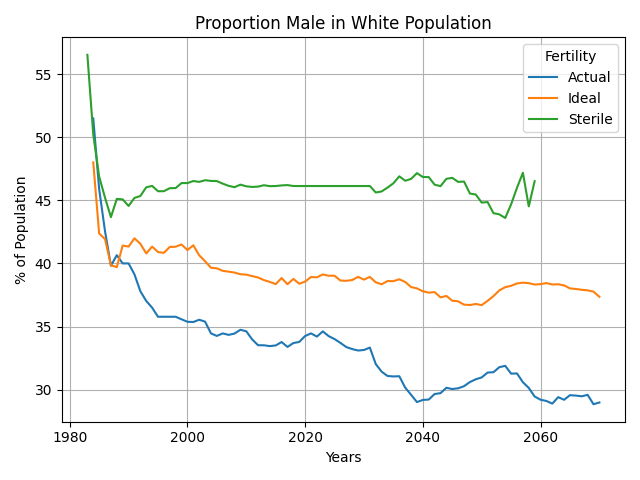 Proportion Male in White Population
% of Population
55
50
45
40
35
30
1980
2000
2020
2040
2060
Years
Fertility
Actual
Ideal
Sterile